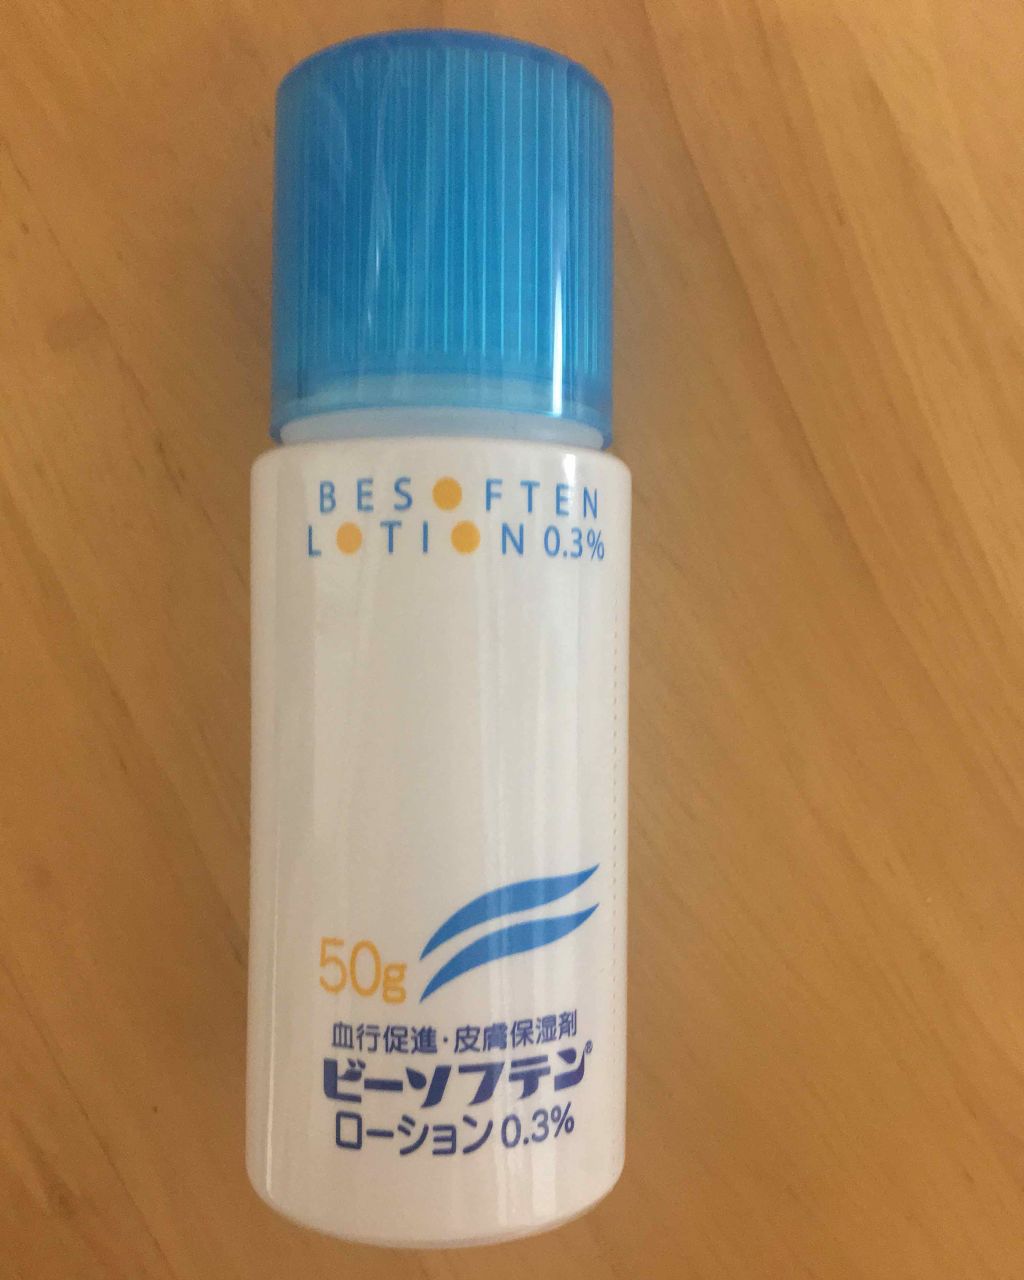 BESOFTEN
LOTION 0.3%
50g
血行促進・皮膚保湿剤
ビーソフテン®
ローション 0.3%